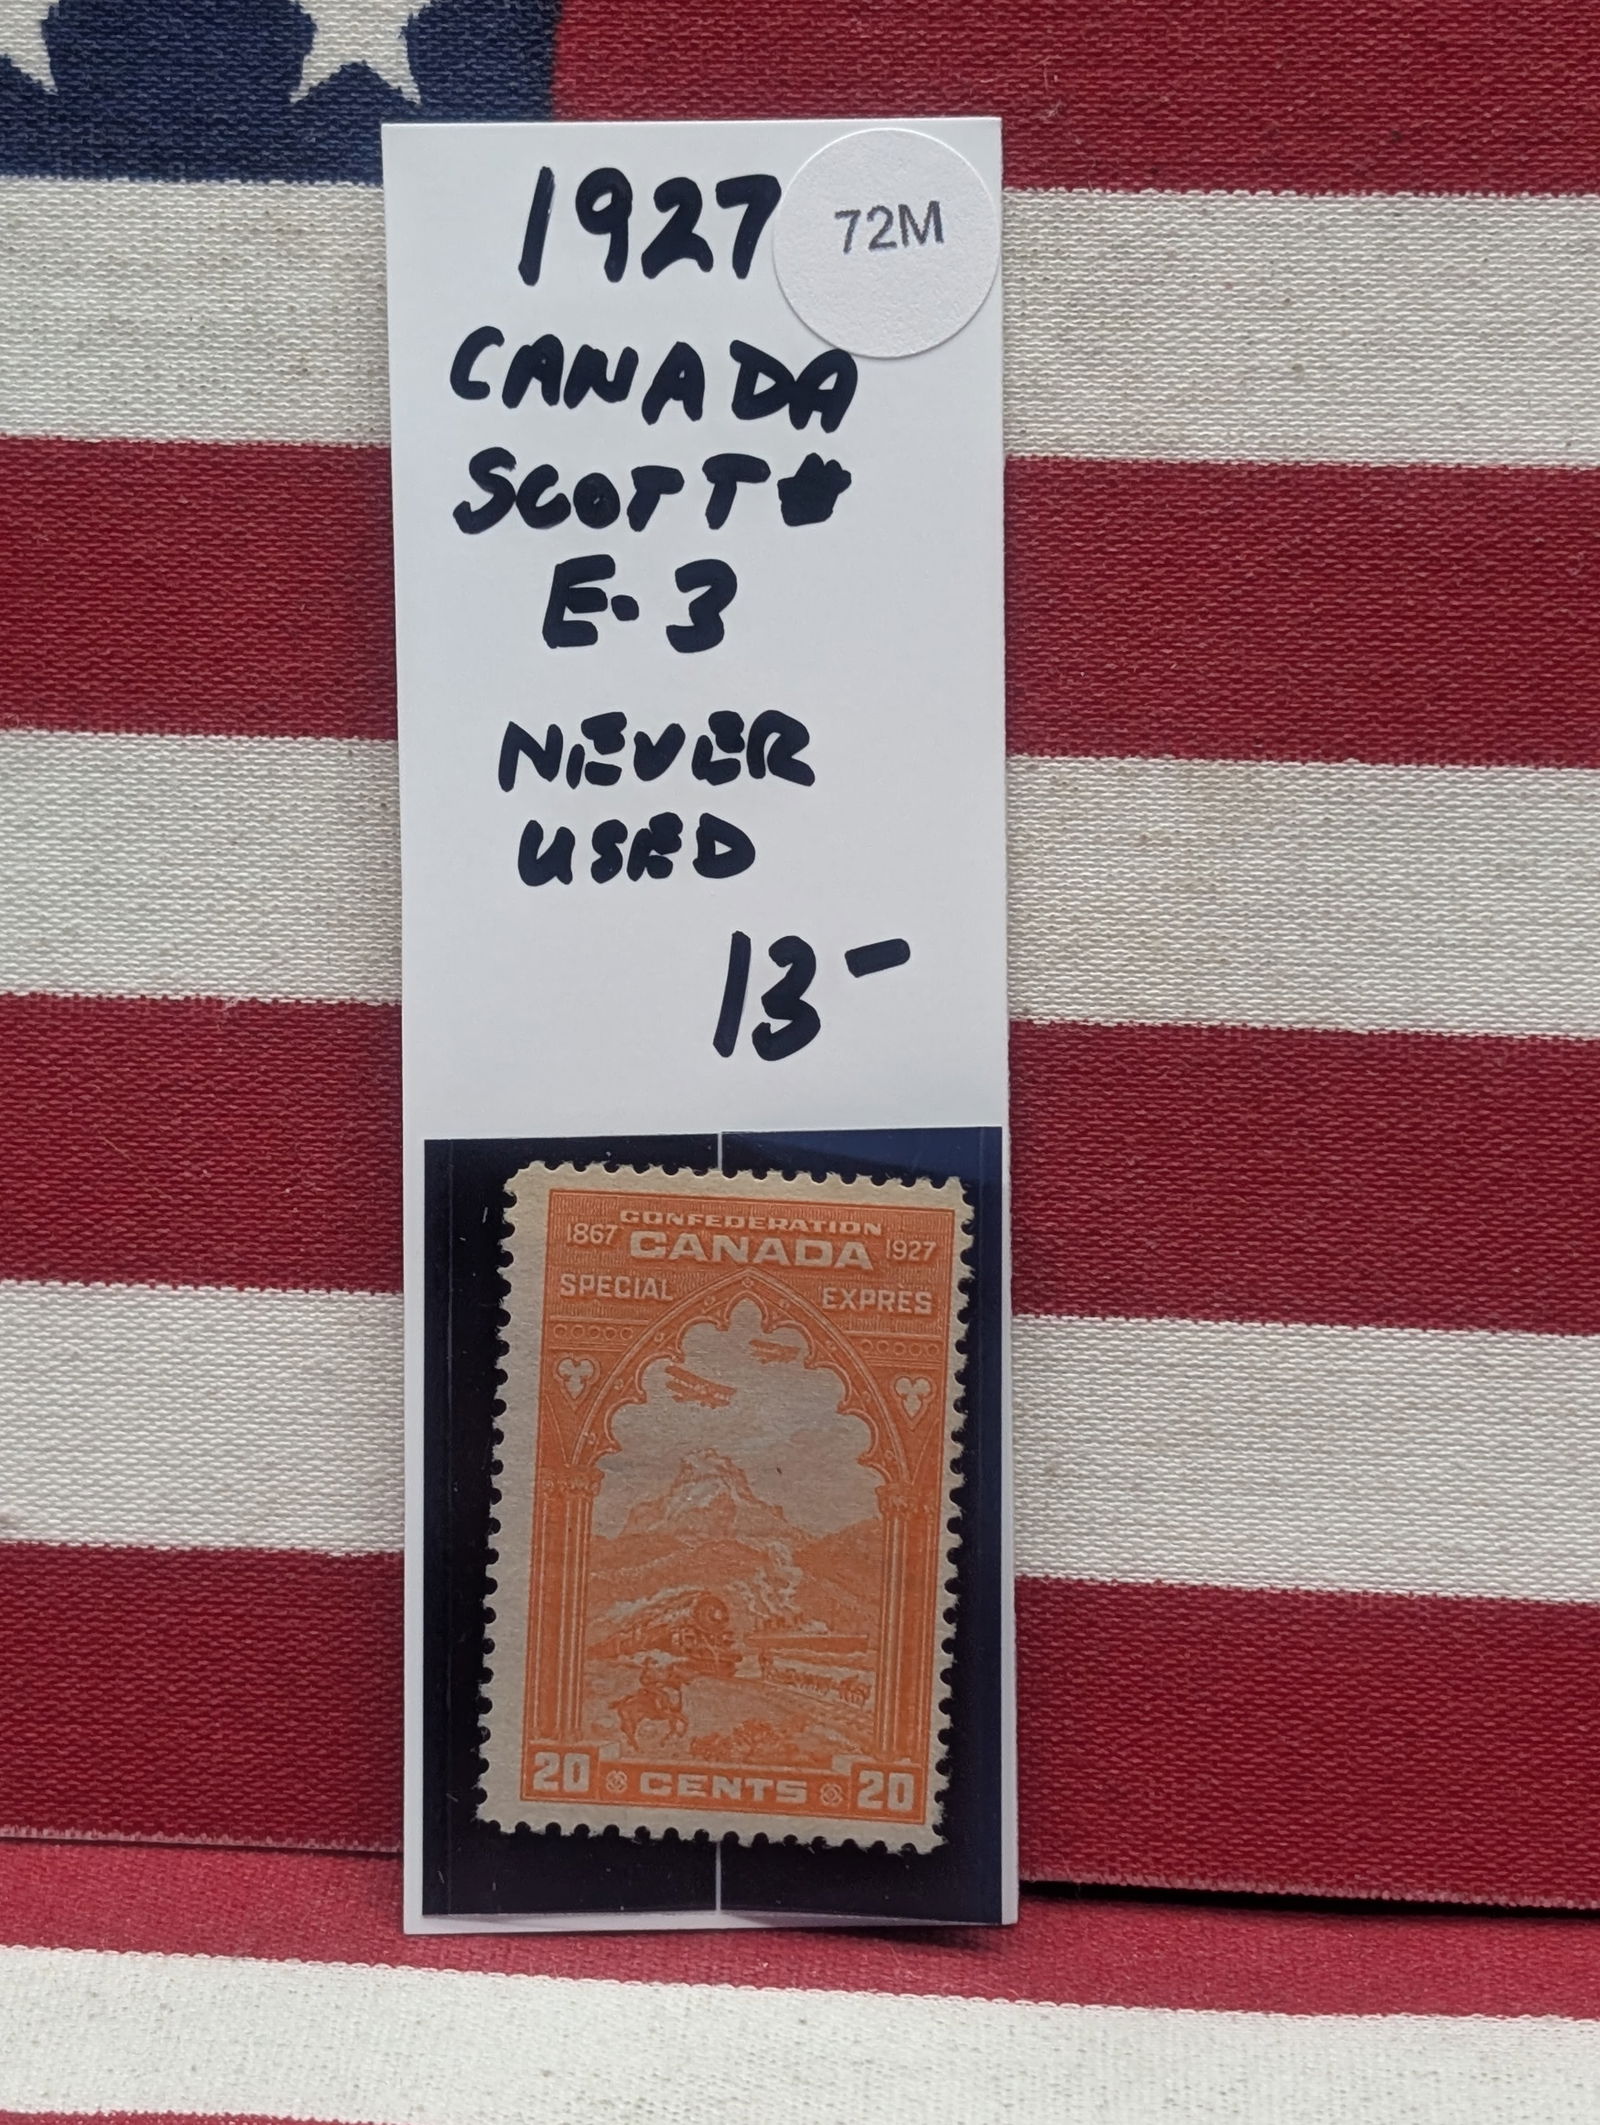 1927
72M
CANADA
SCOTT #
E-3
NEVER
USED
13-
CONFEDERATION
1867 CANADA 1927
SPECIAL EXPRES
20 CENTS 20